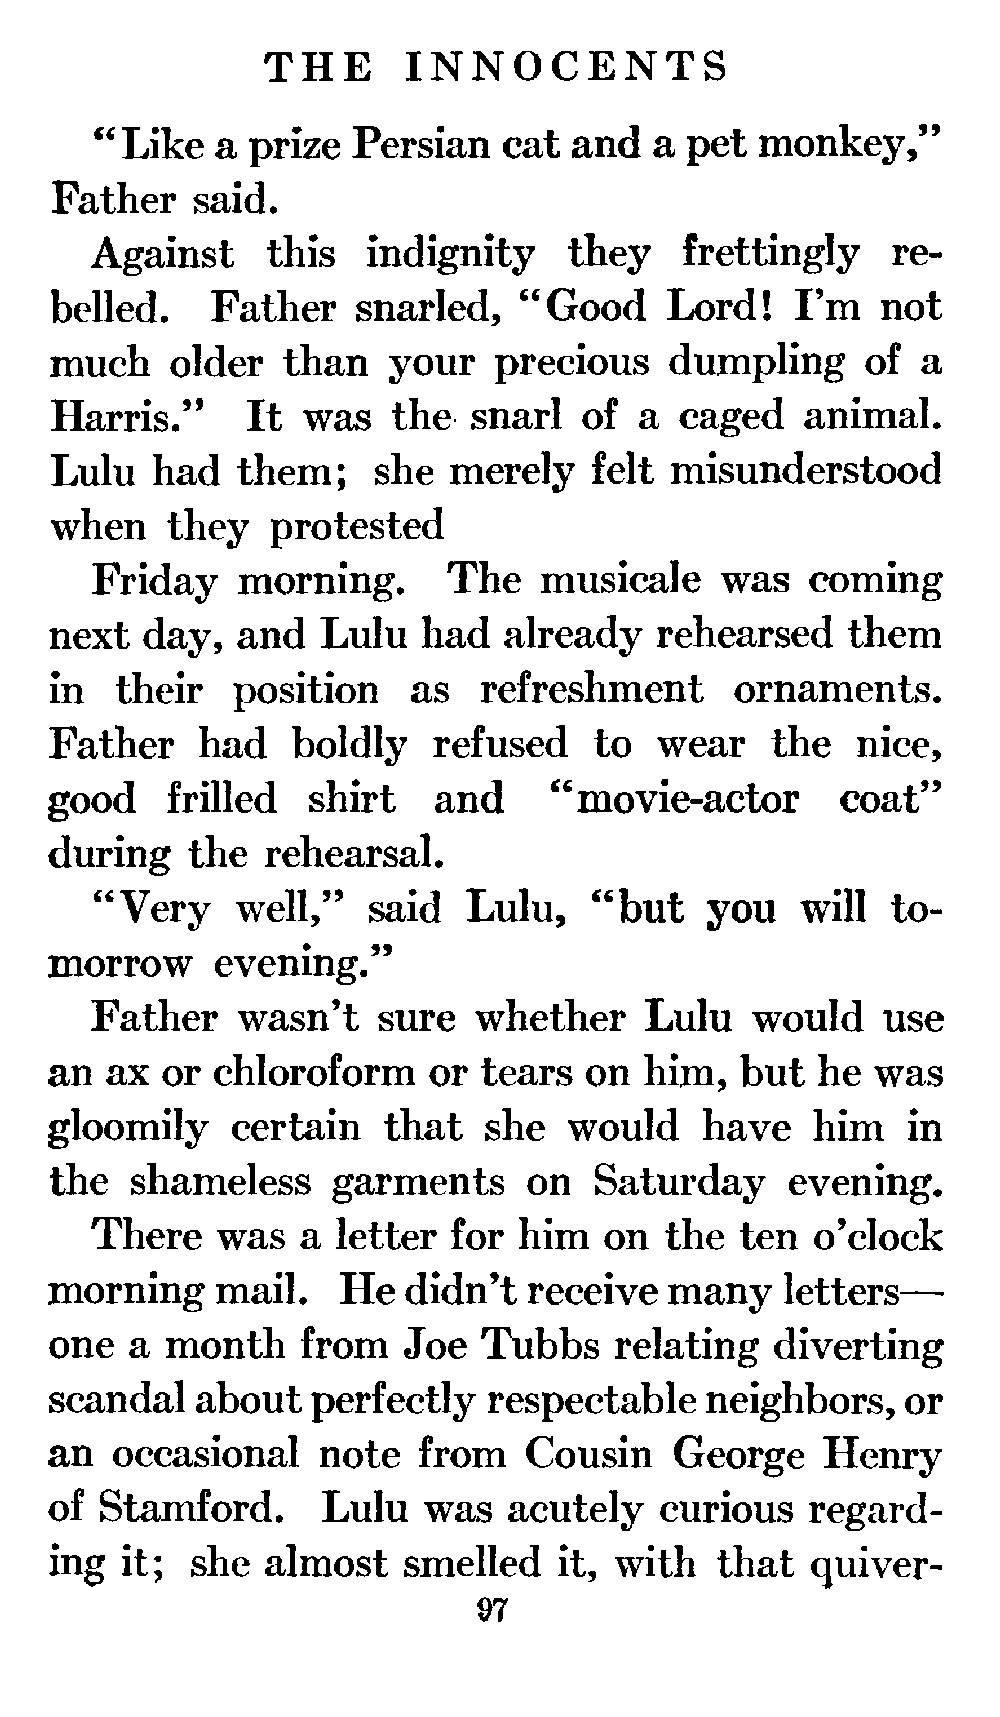 THE INNOCENTS
“Like a prize Persian cat and a pet monkey,”
Father said.
Against this indignity they frettingly re-
belled. Father snarled, “Good Lord! I’m not
much older than your precious dumpling of a
Harris.” It was the snarl of a caged animal.
Lulu had them; she merely felt misunderstood
when they protested
Friday morning. The musicale was coming
next day, and Lulu had already rehearsed them
in their position as refreshment ornaments.
Father had boldly refused to wear the nice,
good frilled shirt and “movie-actor coat”
during the rehearsal.
“Very well,” said Lulu, “but you will to-
morrow evening.”
Father wasn’t sure whether Lulu would use
an ax or chloroform or tears on him, but he was
gloomily certain that she would have him in
the shameless garments on Saturday evening.
There was a letter for him on the ten o’clock
morning mail. He didn’t receive many letters—
one a month from Joe Tubbs relating diverting
scandal about perfectly respectable neighbors, or
an occasional note from Cousin George Henry
of Stamford. Lulu was acutely curious regard-
ing it; she almost smelled it, with that quiver-
97